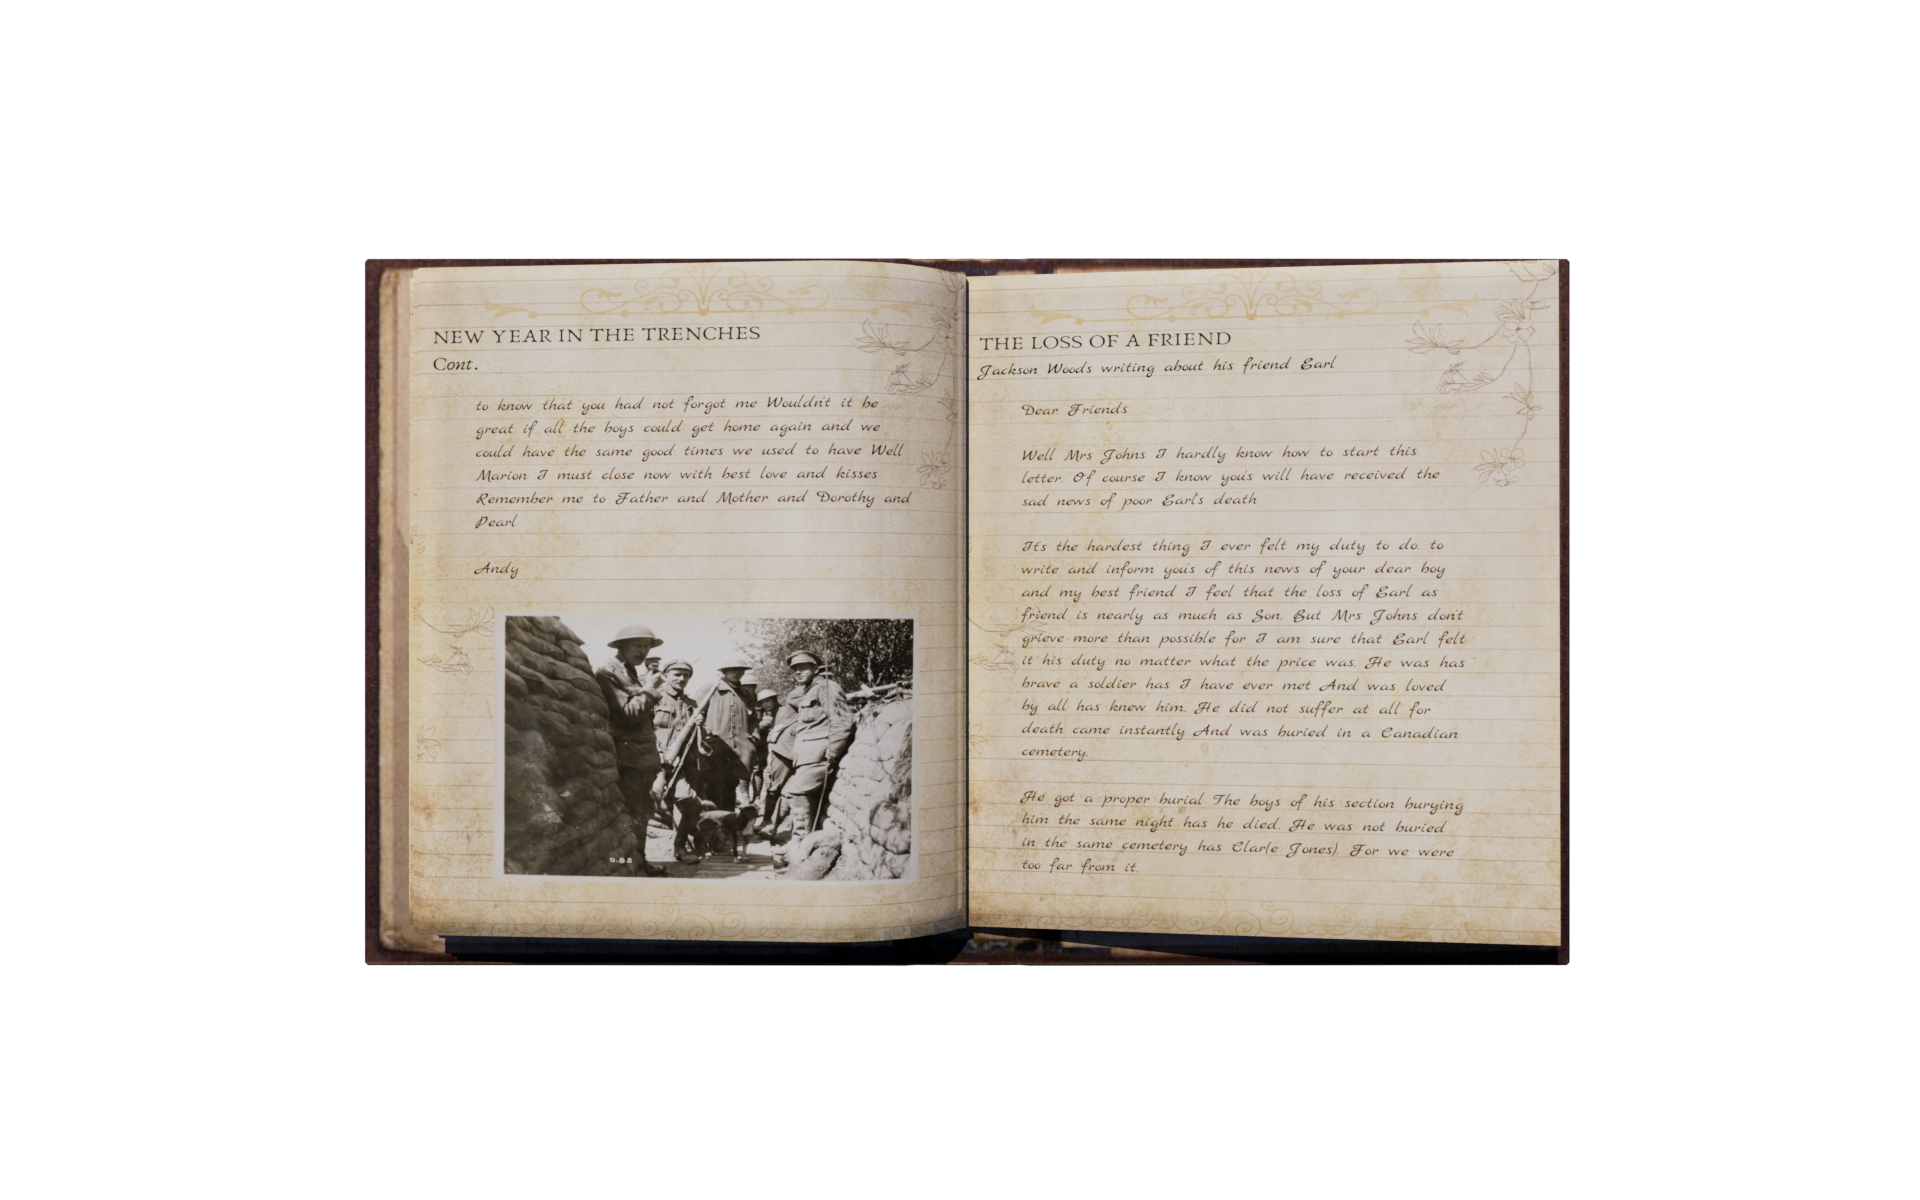 NEW YEAR IN THE TRENCHES
Cont.
to know that you had not forgot me Wouldn't it be
great if all the boys could get home again and we
could have the same good times we used to have Well
Marion I must close now with best love and kisses
Remember me to Father and Mother and Dorothy and
Pearl
Andy
0.85
THE LOSS OF A FRIEND
Jackson Woods writing about his friend Earl
Dear Friends
Well Mrs Johns I hardly know how to start this
letter. Of course I know you's will have received the
sad news of poor Earl's death
It's the hardest thing I ever felt my duty to do. to
write and inform you's of this news of your dear boy
and my best friend I feel that the loss of Earl as
friend is nearly as much as Son. But Mrs Johns don't
grieve more than possible for I am sure that Earl felt
it his duty no matter what the price was. He was has
brave a soldier has I have ever met And was loved
by all has knew him. He did not suffer at all for
death came instantly And was buried in a Canadian
cemetery.
He got a proper burial The boys of his section burying
him the same night has he died. He was not buried
in the same cemetery has Clar(e Jones). For we were
too far from it.